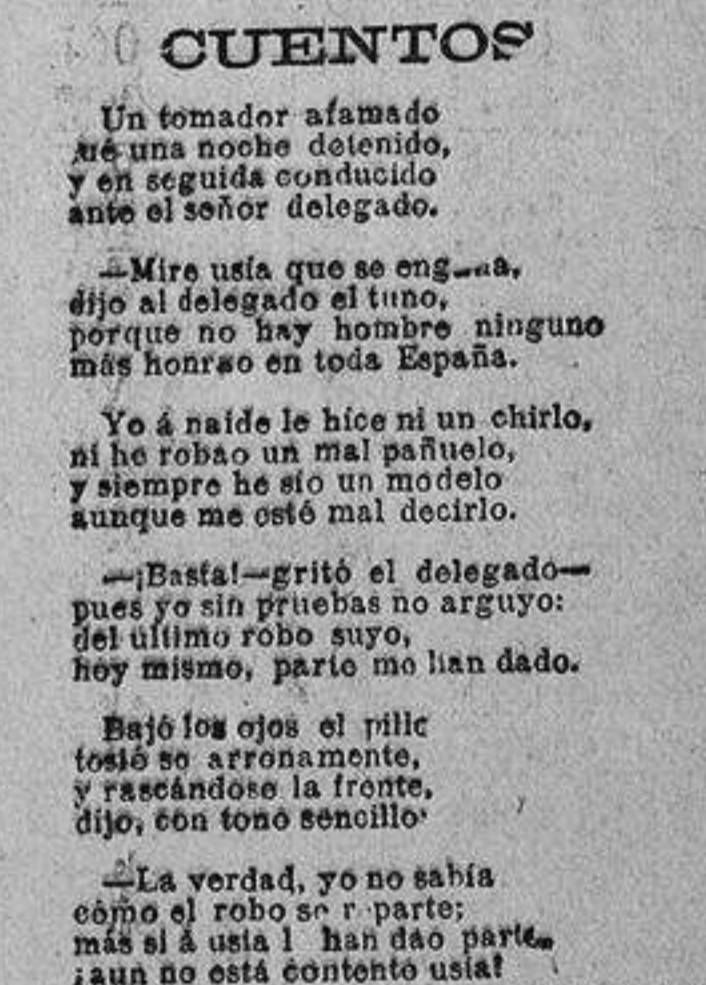 CUENTOS
Un tomador afamado
fué una noche detenido,
y en seguida conducido
ante el señor delegado.
—Mire usía que se
dijo al delegado el tuno,
porque no hay hombre ninguno
más honrao en toda España.
Yo á naide le hice ni un chirlo,
ni he robao un mal pañuelo,
y siempre he sio un modelo
aunque me esté mal decirlo.
—¡Basta!—gritó el delegado—
pues yo sin pruebas no arguyo:
del último robo suyo,
hoy mismo, parte me han dado.
Bajó los ojos el pillo
tosió
y rascándose la frente,
dijo, con tono sencillo
—La verdad, yo no sabía
cómo el robo se parte;
más si á usia han dao parte
¡aun no está contento usia!